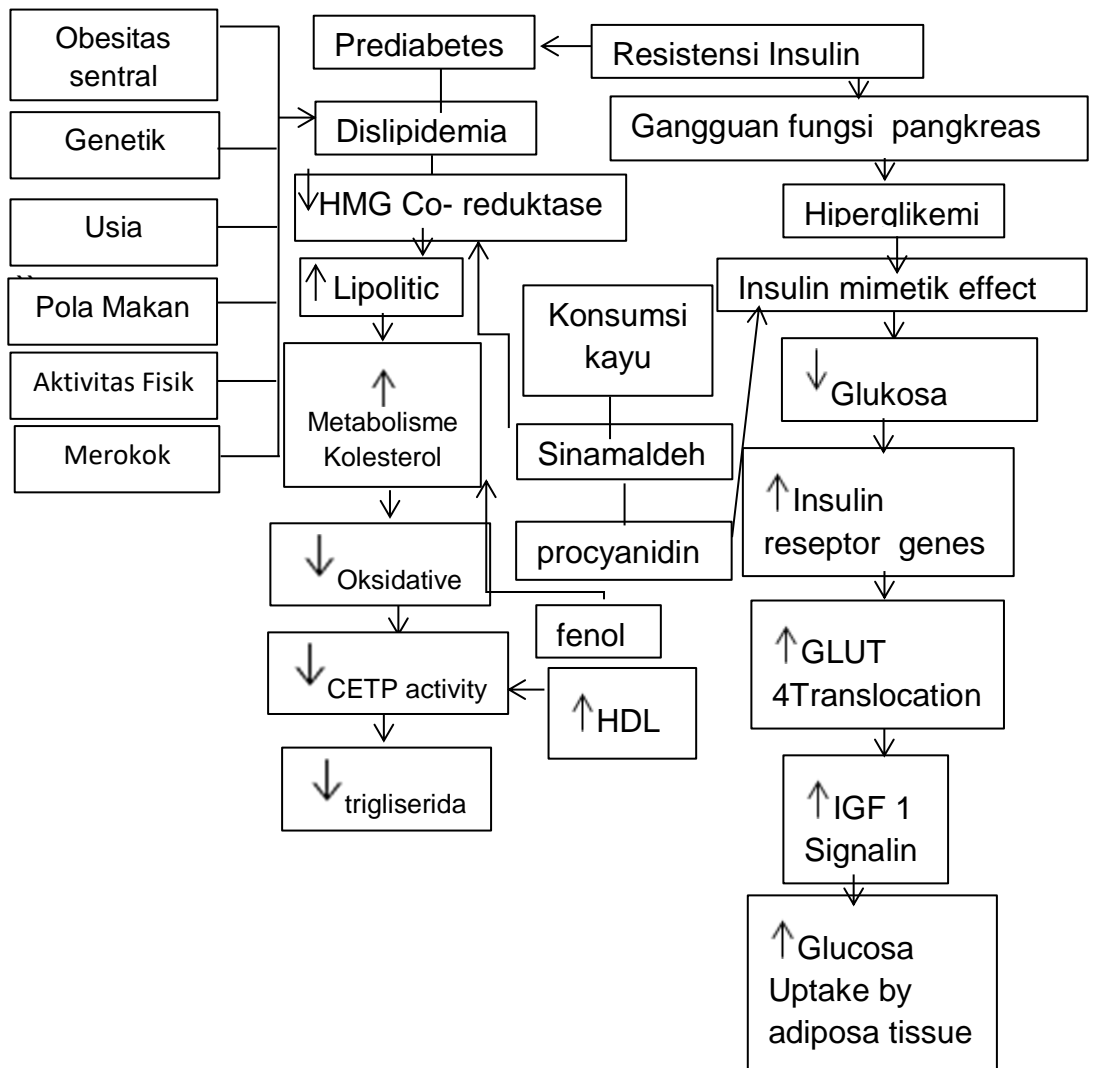 Obesitas
sentral
Genetik
Usia
Pola Makan
Aktivitas Fisik
Merokok
Prediabetes
Dislipidemia
↓HMG Co- reduktase
↑ Lipolitic
↑
Metabolisme
Kolesterol
↓Oksidative
↓CETP activity
↓trigliserida
Konsumsi
kayu
Sinamaldeh
procyanidin
fenol
↑HDL
Resistensi Insulin
Gangguan fungsi pangkreas
Hiperglikemi
Insulin mimetik effect
↓Glukosa
↑Insulin
reseptor genes
↑GLUT
4Translocation
↑IGF 1
Signalin
↑Glucosa
Uptake by
adiposa tissue